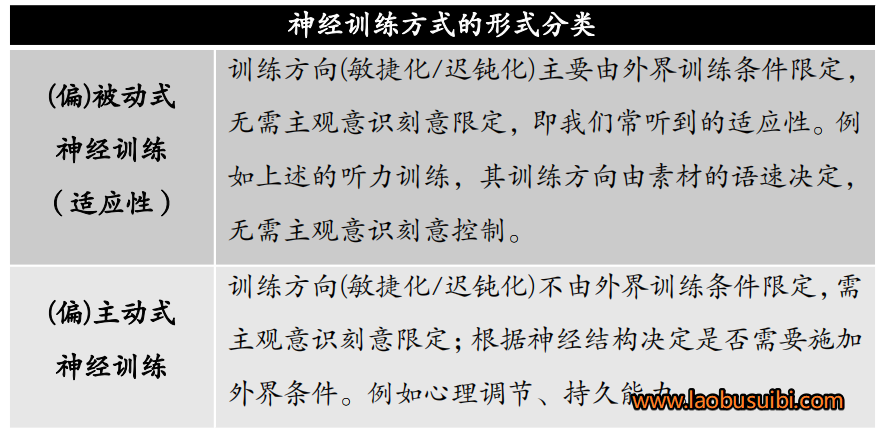 神经训练方式的形式分类
(偏)被动式
神经训练
(适应性)
训练方向(敏捷化/迟钝化)主要由外界训练条件限定，
无需主观意识刻意限定，即我们常听到的适应性。例
如上述的听力训练，其训练方向由素材的语速决定，
无需主观意识刻意控制。
(偏)主动式
神经训练
训练方向(敏捷化/迟钝化)不由外界训练条件限定，需
主观意识刻意限定；根据神经结构决定是否需要施加
外界条件。例如心理调节、持久能力
www.laobusuibi.com